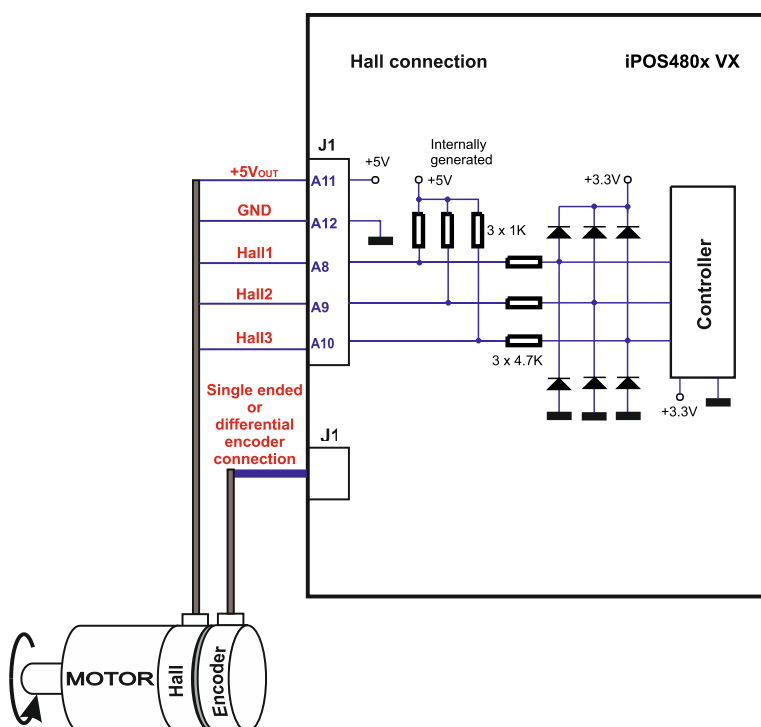 Hall connection
iPOS480x VX
J1
Internally
generated
+5V
+5V
+3.3V
+5VOUT
A11
GND
A12
3 x 1K
Hall1
A8
Hall2
A9
Hall3
A10
3 x 4.7K
Controller
+3.3V
Single ended
or
differential
encoder
connection
J1
MOTOR
Hall
Encoder